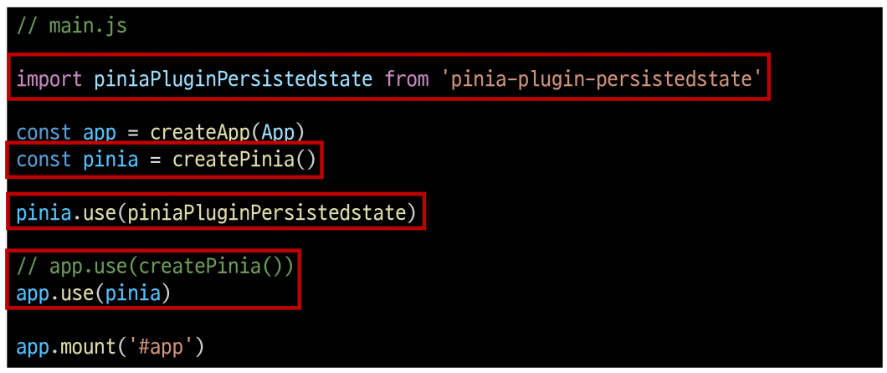 // main.js
import piniaPluginPersistedstate from 'pinia-plugin-persistedstate'
const app = createApp(App)
const pinia = createPinia()
pinia.use(piniaPluginPersistedstate)
// app.use(createPinia())
app.use(pinia)
app.mount('#app')